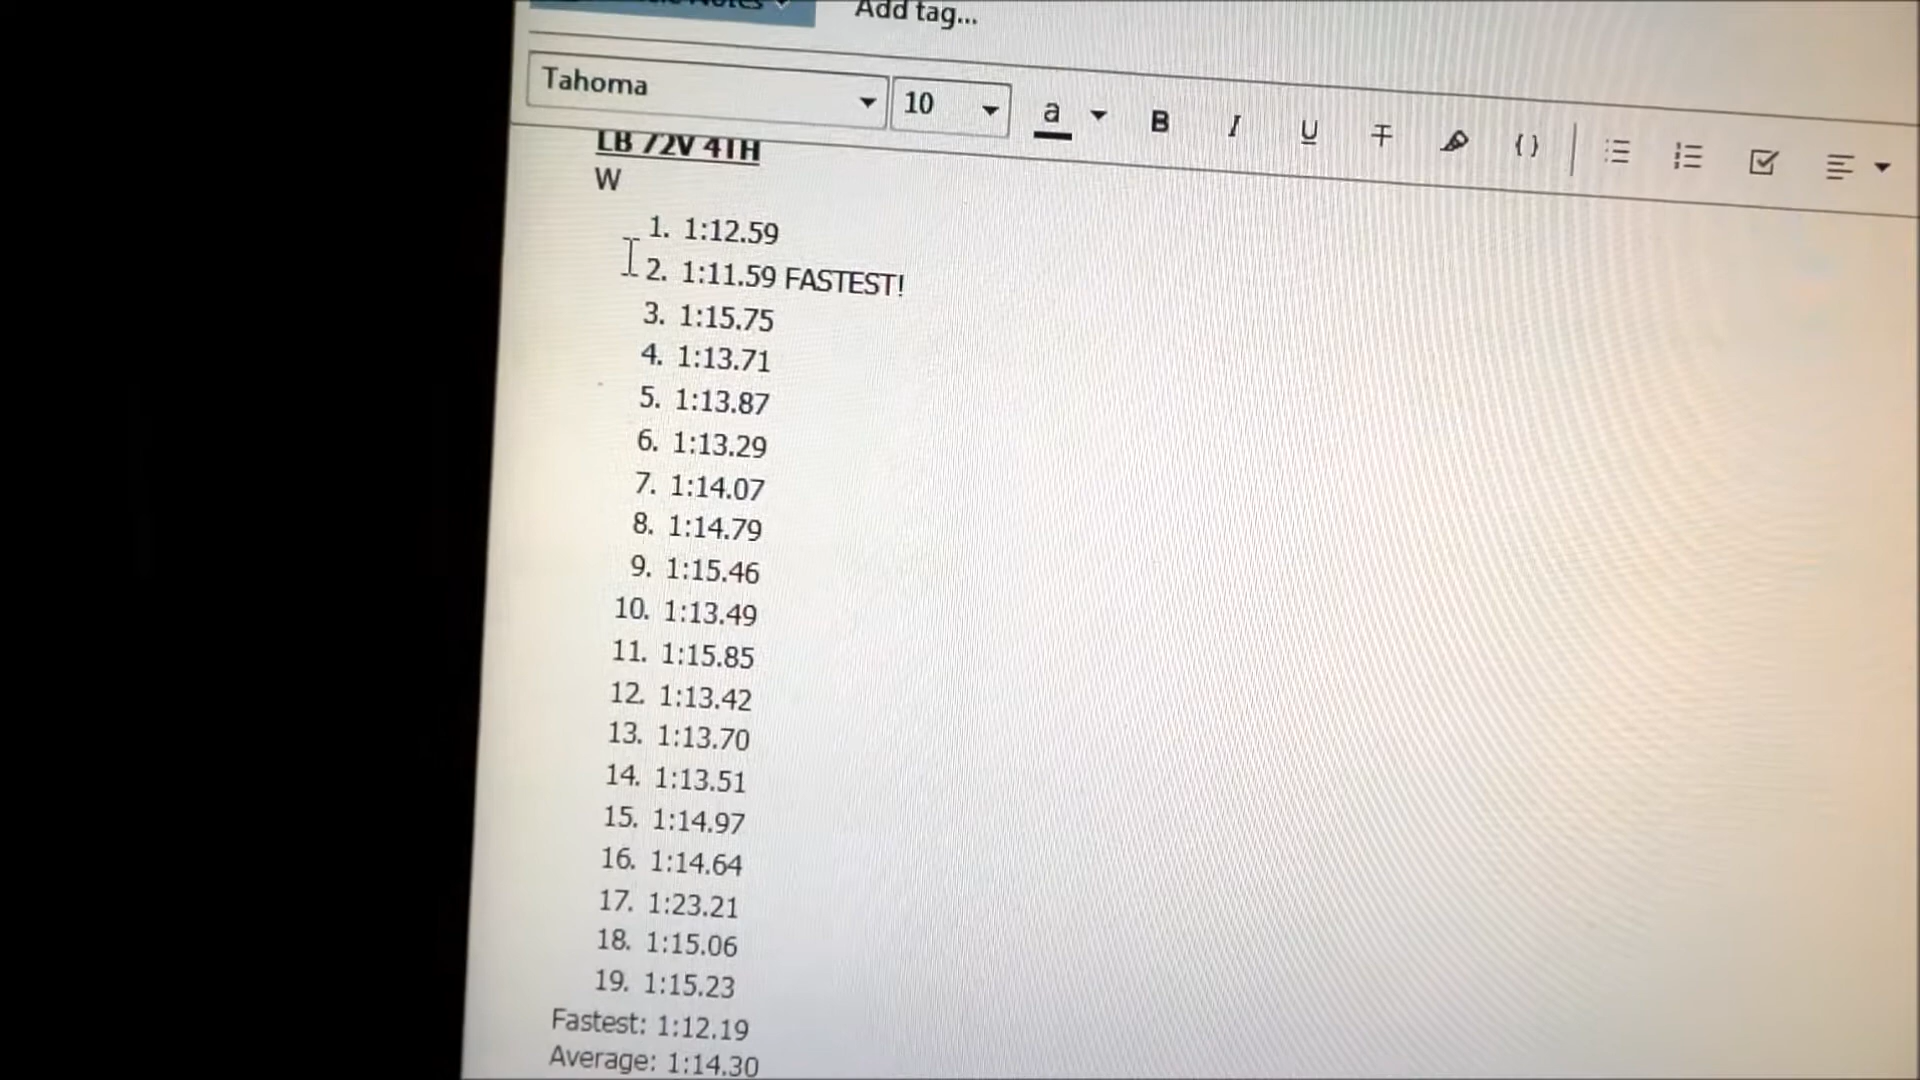 Notes
Add tag...
Tahoma
10
a B I U T {}
LB 72V 4TH
W
1. 1:12.59
2. 1:11.59 FASTEST!
3. 1:15.75
4. 1:13.71
5. 1:13.87
6. 1:13.29
7. 1:14.07
8. 1:14.79
9. 1:15.46
10. 1:13.49
11. 1:15.85
12. 1:13.42
13. 1:13.70
14. 1:13.51
15. 1:14.97
16. 1:14.64
17. 1:23.21
18. 1:15.06
19. 1:15.23
Fastest: 1:12.19
Average: 1:14.30